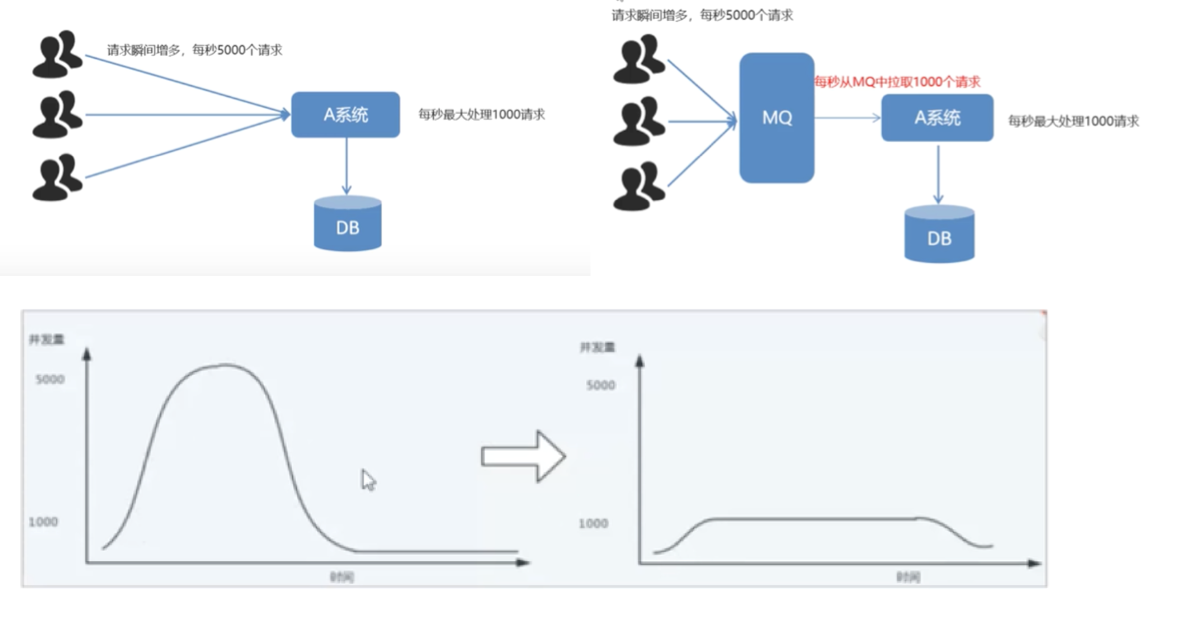 请求瞬间增多，每秒5000个请求
A系统
每秒最大处理1000请求
DB
请求瞬间增多，每秒5000个请求
MQ
每秒从MQ中拉取1000个请求
A系统
每秒最大处理1000请求
DB
并发量
5000
1000
时间
并发量
5000
1000
时间